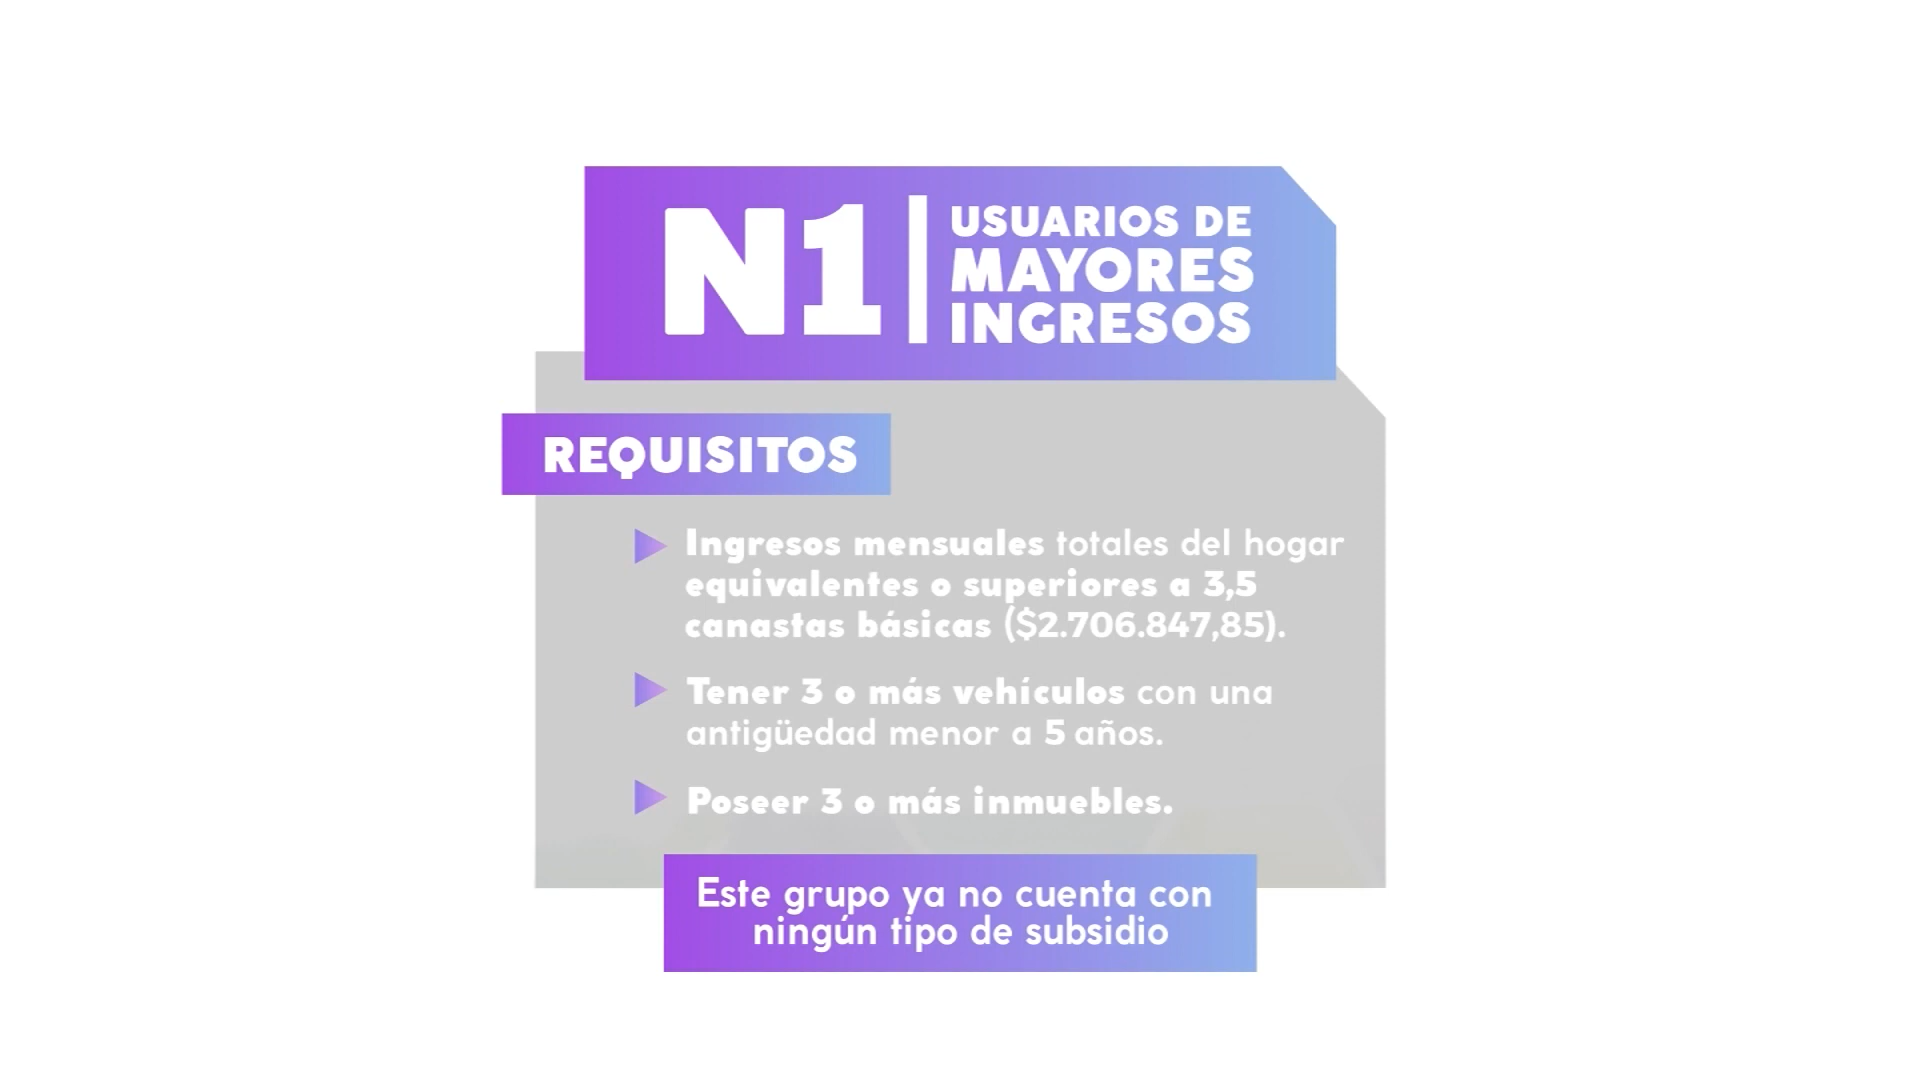 N1
USUARIOS DE
MAYORES
INGRESOS
REQUISITOS
Ingresos mensuales totales del hogar
equivalentes o superiores a 3,5
canastas básicas ($2.706.847,85).
Tener 3 o más vehículos con una
antigüedad menor a 5 años.
Poseer 3 o más inmuebles.
Este grupo ya no cuenta con
ningún tipo de subsidio